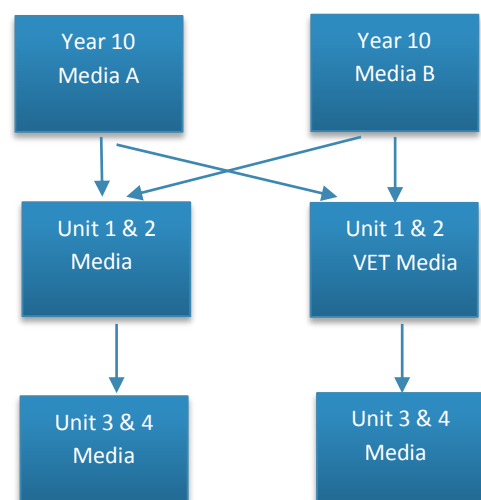 Year 10
Media A
Year 10
Media B
Unit 1 & 2
Media
Unit 1 & 2
VET Media
Unit 3 & 4
Media
Unit 3 & 4
Media